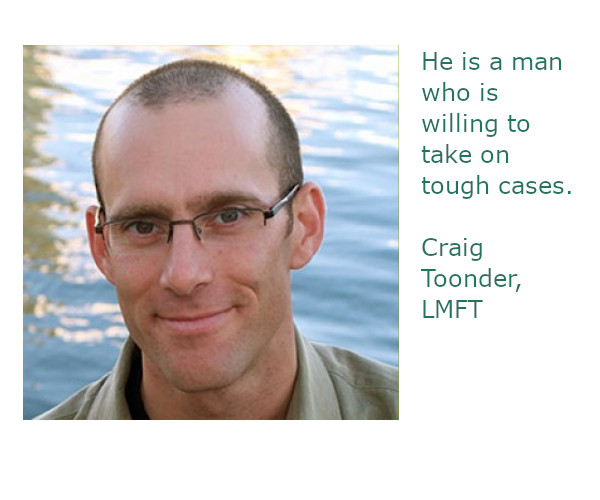 He is a man
who is
willing to
take on
tough cases.
Craig
Toonder,
LMFT